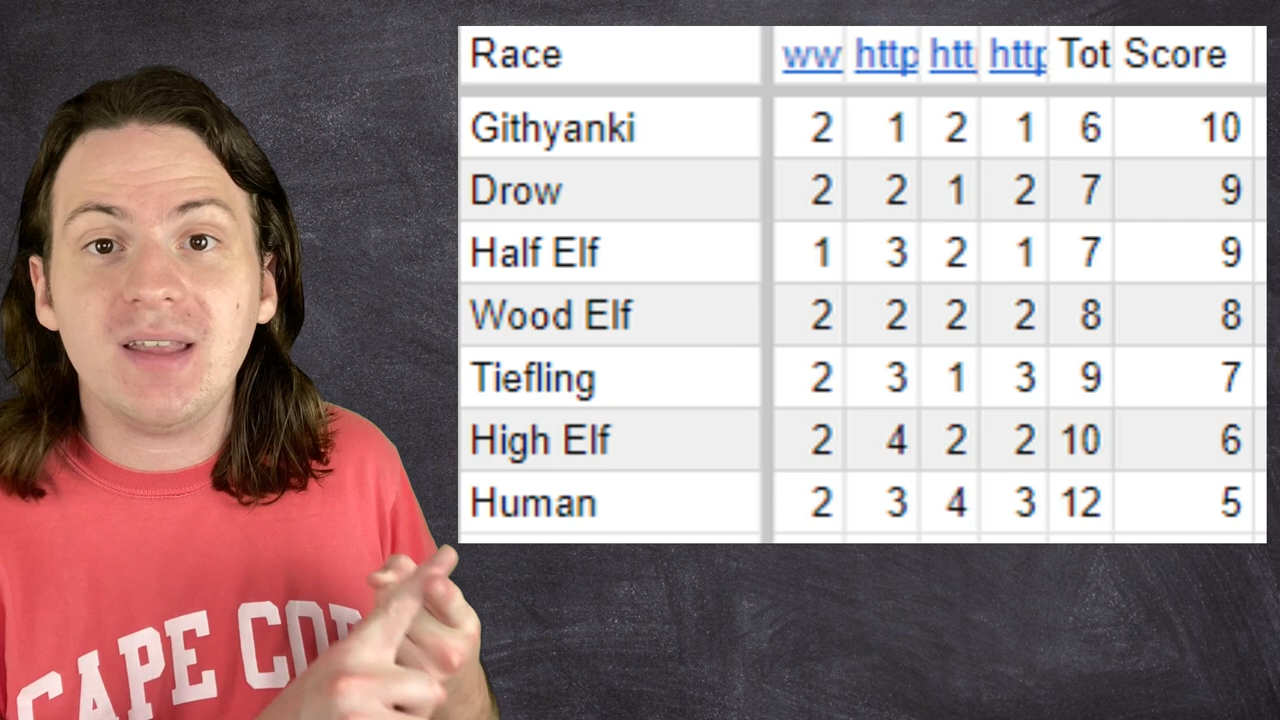 Race ww http htt http Tot Score
Githyanki 2 1 2 1 6 10
Drow 2 2 1 2 7 9
Half Elf 1 3 2 1 7 9
Wood Elf 2 2 2 2 8 8
Tiefling 2 3 1 3 9 7
High Elf 2 4 2 2 10 6
Human 2 3 4 3 12 5
CAPE COD